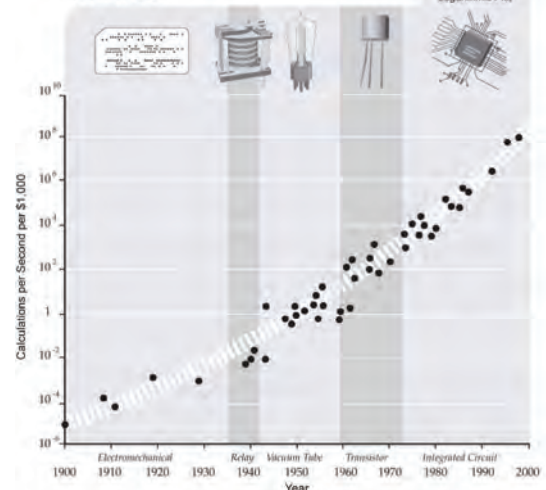 10^10
10^8
10^6
10^4
10^2
1
10^-2
10^-4
10^-6
Calculations per Second per $1,000
Electromechanical Relay Vacuum Tube Transistor Integrated Circuit
1900 1910 1920 1930 1940 1950 1960 1970 1980 1990 2000
Year